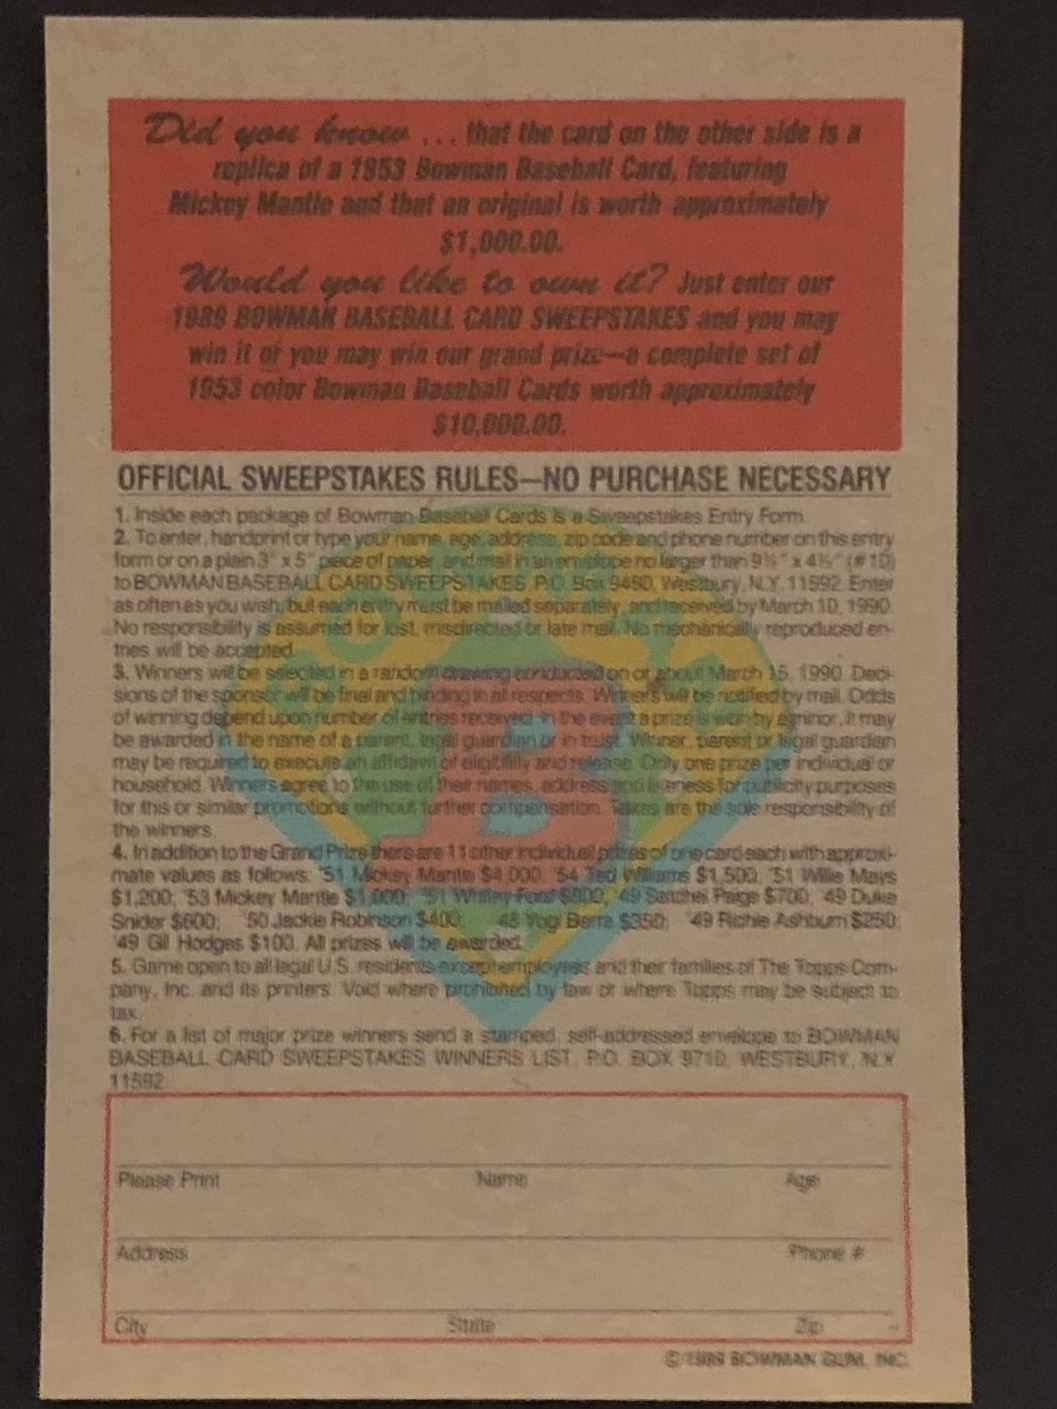 Did you know ... that the card on the other side is a
replica of a 1953 Bowman Baseball Card, featuring
Mickey Mantle and that an original is worth approximately
$1,000.00.
Would you like to own it? Just enter our
1989 BOWMAN BASEBALL CARD SWEEPSTAKES and you may
win it or you may win our grand prize—a complete set of
1953 color Bowman Baseball Cards worth approximately
$10,000.00.
OFFICIAL SWEEPSTAKES RULES—NO PURCHASE NECESSARY
1. Inside each package of Bowman Baseball Cards is a Sweepstakes Entry Form.
2. To enter, handprint or type your name, age, address, zip code and phone number on this entry
form or on a plain 3" x 5" piece of paper, and mail in an envelope no larger than 9½" x 4½" (#10)
to BOWMAN BASEBALL CARD SWEEPSTAKES, P.O. Box 9460, Westbury, N.Y. 11592. Enter
as often as you wish, but each entry must be mailed separately, and received by March 10, 1990.
No responsibility is assumed for lost, misdirected or late mail. No mechanically reproduced en-
tries will be accepted.
3. Winners will be selected in a random drawing conducted on or about March 15, 1990. Deci-
sions of the sponsor will be final and binding in all respects. Winners will be notified by mail. Odds
of winning depend upon number of entries received. In the event a prize is won by a minor, it may
be awarded in the name of a parent, legal guardian or in trust. Winner, parent or legal guardian
may be required to execute an affidavit of eligibility and release. Only one prize per individual or
household. Winners agree to the use of their names, address and likeness for publicity purposes
for this or similar promotions without further compensation. Taxes are the sole responsibility of
the winners.
4. In addition to the Grand Prize there are 11 other individual prizes of one card each with approxi-
mate values as follows: '51 Mickey Mantle $4,000; '54 Ted Williams $1,500; '51 Willie Mays
$1,200; '53 Mickey Mantle $1,000; '51 Whitey Ford $800; '49 Satchel Paige $700; '49 Duke
Snider $600; '50 Jackie Robinson $400; '48 Yogi Berra $350; '49 Richie Ashburn $250;
'49 Gil Hodges $100. All prizes will be awarded.
5. Game open to all legal U.S. residents except employees and their families of The Topps Com-
pany, Inc. and its printers. Void where prohibited by law or where Topps may be subject to
tax.
6. For a list of major prize winners send a stamped, self-addressed envelope to BOWMAN
BASEBALL CARD SWEEPSTAKES WINNERS LIST, P.O. BOX 9710, WESTBURY, N.Y.
11592.
Please Print Name Age
Address Phone #
City State Zip
© 1989 BOWMAN GUM, INC.